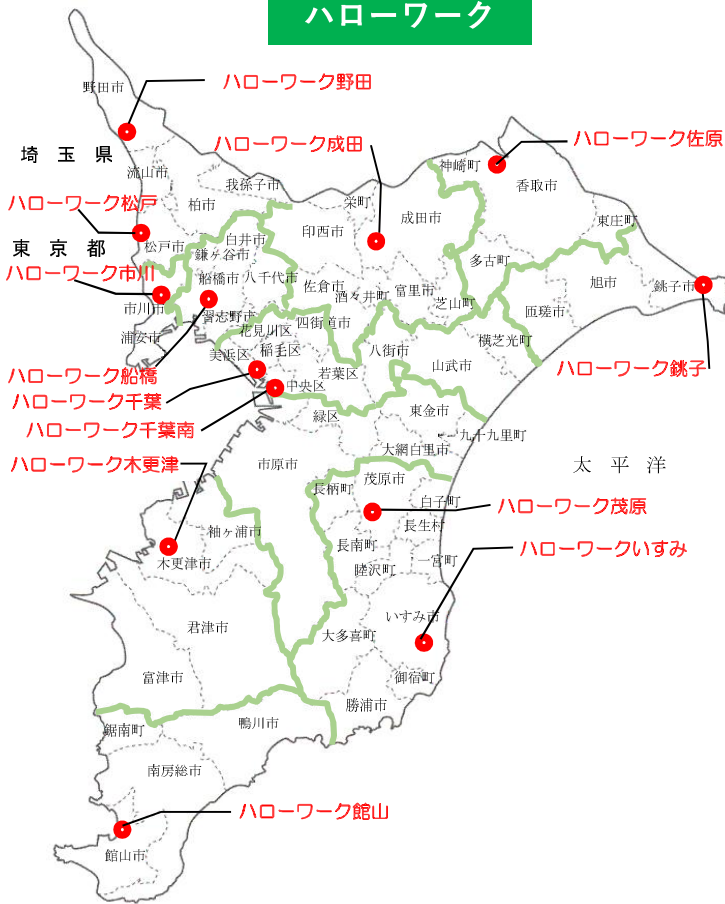 ハローワーク
野田市
ハローワーク野田
ハローワーク成田
ハローワーク佐原
埼玉県
流山市
我孫子市
柏市
栄町
神崎町
香取市
ハローワーク松戸
東京都
松戸市
白井市
鎌ヶ谷市
印西市
成田市
東庄町
ハローワーク市川
船橋市
八千代市
佐倉市
酒々井町
富里市
多古町
芝山町
旭市
銚子市
市川市
習志野市
四街道市
匝瑳市
浦安市
花見川区
美浜区
稲毛区
八街市
横芝光町
ハローワーク船橋
若葉区
山武市
ハローワーク銚子
ハローワーク千葉
中央区
緑区
東金市
ハローワーク千葉南
九十九里町
大網白里市
ハローワーク木更津
市原市
太平洋
長柄町
茂原市
白子町
ハローワーク茂原
袖ヶ浦市
長生村
長南町
ハローワークいすみ
木更津市
睦沢町
一宮町
君津市
いすみ市
大多喜町
富津市
御宿町
勝浦市
鋸南町
鴨川市
南房総市
ハローワーク館山
館山市